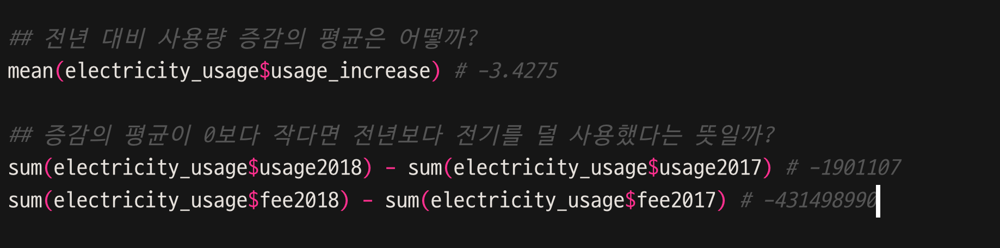 ## 전년 대비 사용량 증감의 평균은 어떻까?
mean(electricity_usage$usage_increase) # -3.4275
## 증감의 평균이 0보다 작다면 전년보다 전기를 덜 사용했다는 뜻일까?
sum(electricity_usage$usage2018) - sum(electricity_usage$usage2017) # -1901107
sum(electricity_usage$fee2018) - sum(electricity_usage$fee2017) # -431498990